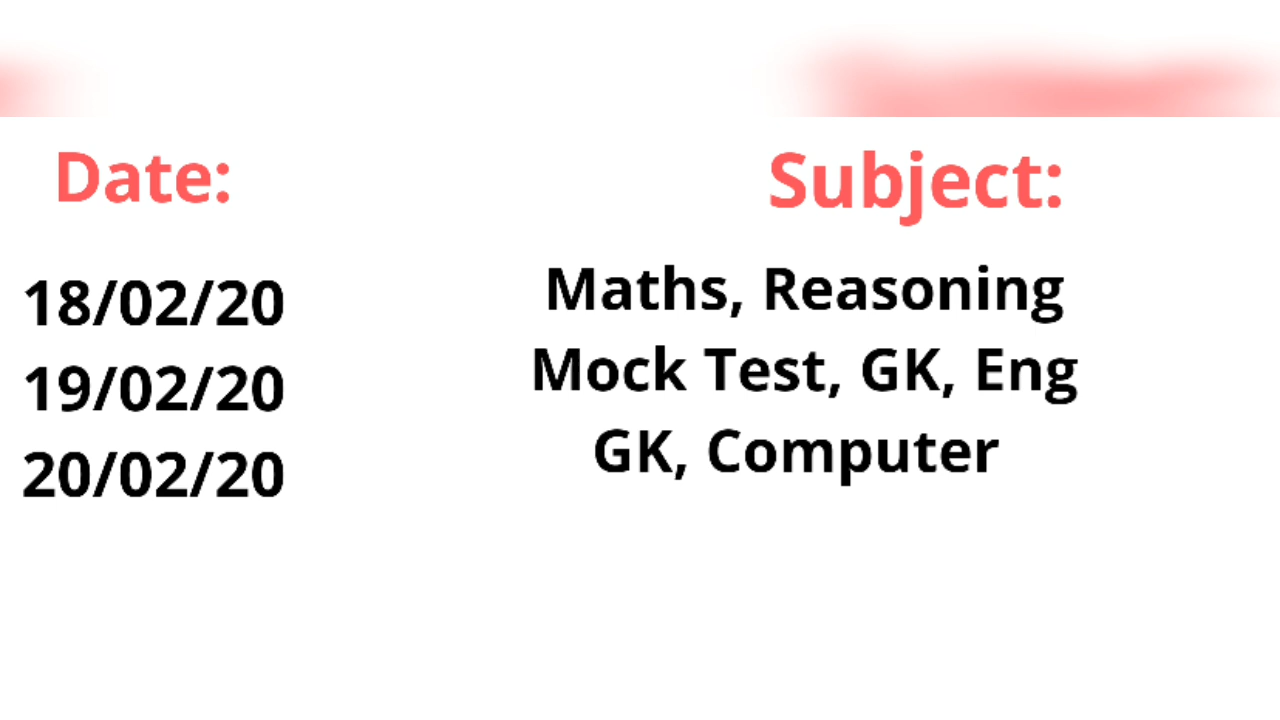 Date: Subject:
18/02/20 Maths, Reasoning
19/02/20 Mock Test, GK, Eng
20/02/20 GK, Computer